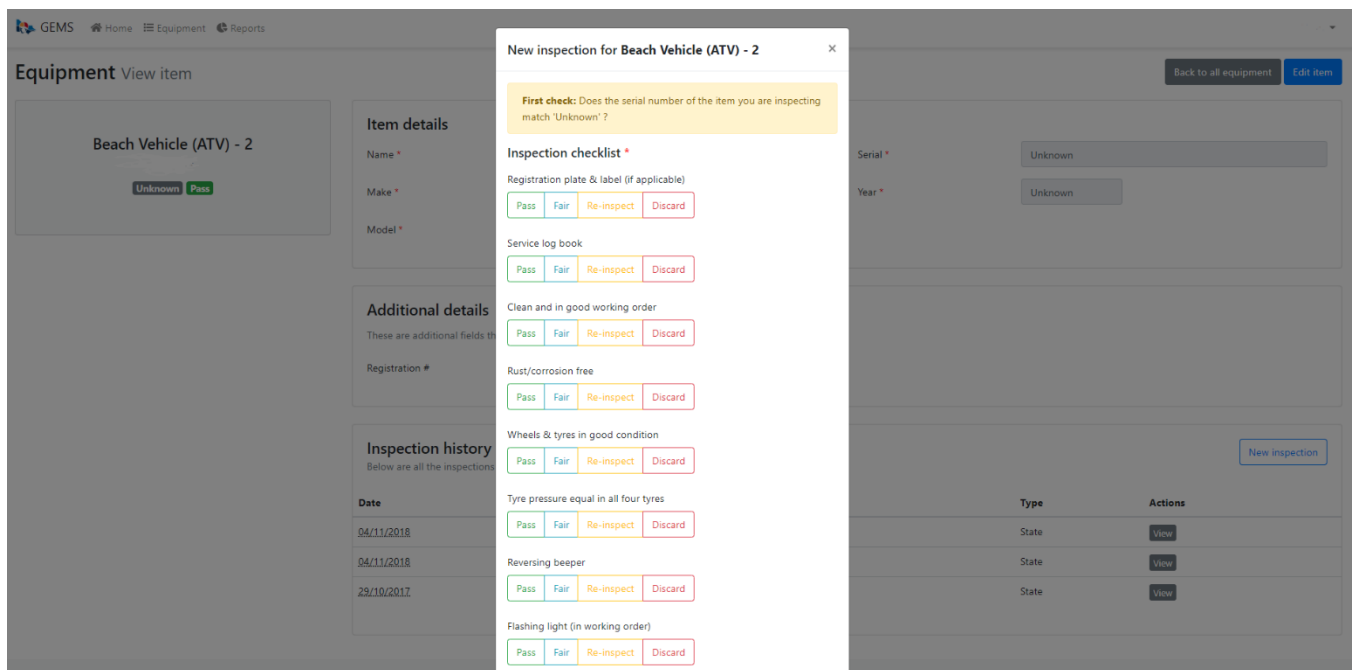 GEMS Home Equipment Reports
Equipment View item
Back to all equipment Edit item
Beach Vehicle (ATV) - 2
Unknown Pass
Item details
Name *
Make *
Model *
Serial * Unknown
Year * Unknown
Additional details
These are additional fields th
Registration #
Inspection history
Below are all the inspections
New inspection
Date Type Actions
04/11/2018 State View
04/11/2018 State View
29/10/2017 State View
New inspection for Beach Vehicle (ATV) - 2 ×
First check: Does the serial number of the item you are inspecting
match 'Unknown' ?
Inspection checklist *
Registration plate & label (if applicable)
Pass Fair Re-inspect Discard
Service log book
Pass Fair Re-inspect Discard
Clean and in good working order
Pass Fair Re-inspect Discard
Rust/corrosion free
Pass Fair Re-inspect Discard
Wheels & tyres in good condition
Pass Fair Re-inspect Discard
Tyre pressure equal in all four tyres
Pass Fair Re-inspect Discard
Reversing beeper
Pass Fair Re-inspect Discard
Flashing light (in working order)
Pass Fair Re-inspect Discard